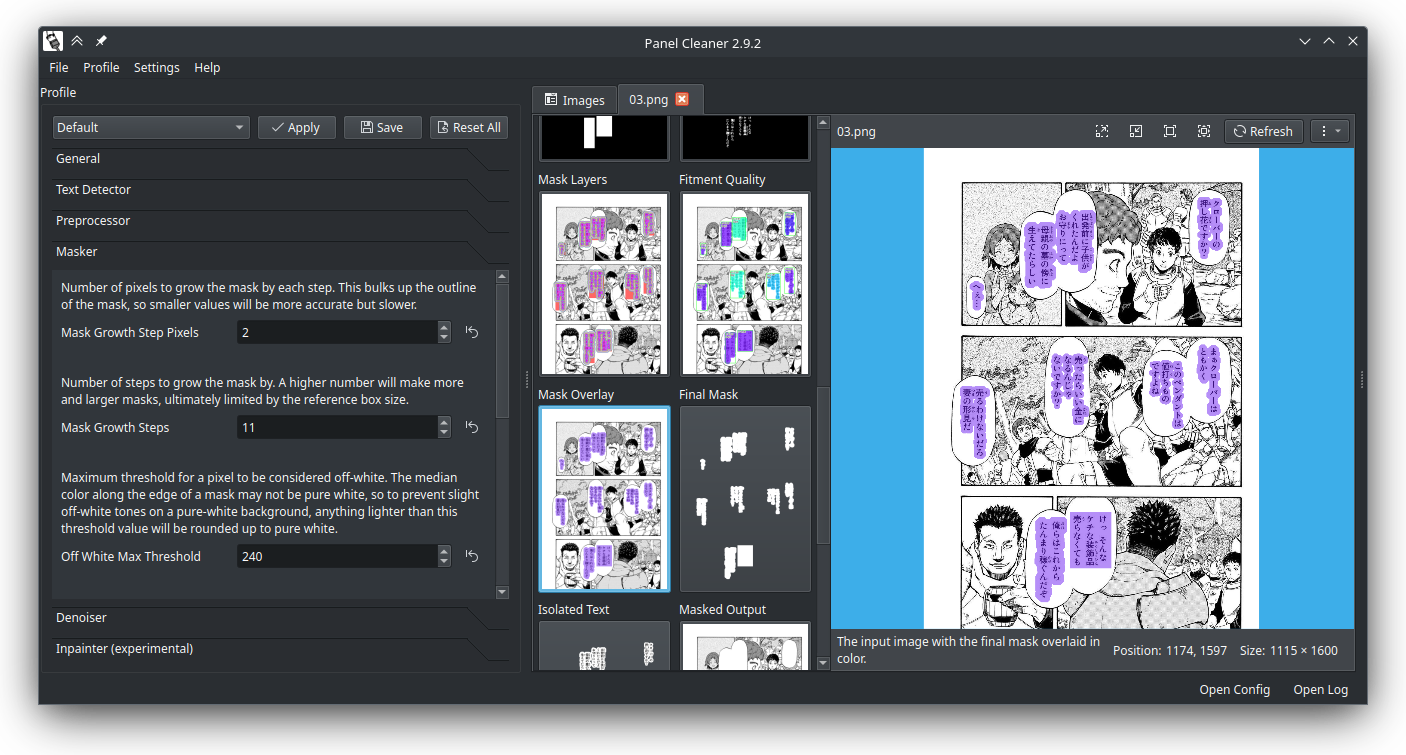 Panel Cleaner 2.9.2
File Profile Settings Help
Profile
Default Apply Save Reset All
General
Text Detector
Preprocessor
Masker
Number of pixels to grow the mask by each step. This bulks up the outline
of the mask, so smaller values will be more accurate but slower.
Mask Growth Step Pixels 2
Number of steps to grow the mask by. A higher number will make more
and larger masks, ultimately limited by the reference box size.
Mask Growth Steps 11
Maximum threshold for a pixel to be considered off-white. The median
color along the edge of a mask may not be pure white, so to prevent slight
off-white tones on a pure-white background, anything lighter than this
threshold value will be rounded up to pure white.
Off White Max Threshold 240
Denoiser
Inpainter (experimental)
Images 03.png
Mask Layers Fitment Quality
Mask Overlay Final Mask
Isolated Text Masked Output
03.png Refresh
クローバーの
押し花ですか?
出発前に子供が
くれたんだよ
お守りにって
母親の墓の傍に
生えてたらしい
へぇ…
まぁクローバーは
ともかく
このペンダントは
値打ちもの
ですよね
売ったらいい金に
なるんじゃ
ないですか?
売るわけないだろ
妻の形見だ
けっ そんな
ケチな装飾品
売らなくても
俺らはこれから
たんまり稼ぐんだぞ
The input image with the final mask overlaid in
color.
Position: 1174, 1597 Size: 1115 × 1600
Open Config Open Log